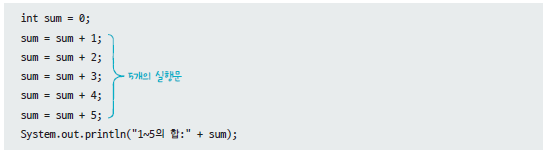 int sum = 0;
sum = sum + 1;
sum = sum + 2;
sum = sum + 3;
5개의 실행문
sum = sum + 4;
sum = sum + 5;
System.out.println("1~5의 합:" + sum);